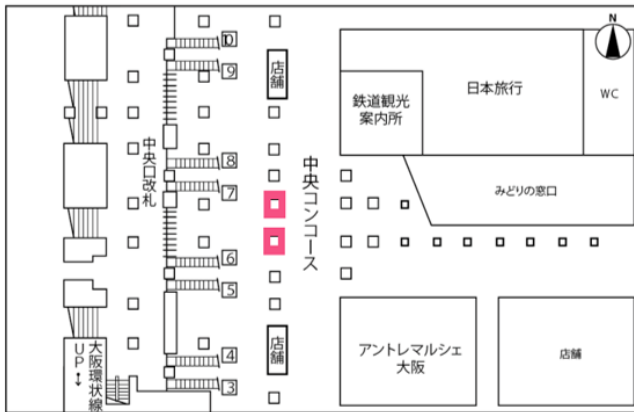 10
9
8
7
6
5
4
3
中央口改札
大阪環状線
UP↓
店舗
店舗
中央コンコース
鉄道観光
案内所
日本旅行
WC
N
みどりの窓口
アントレマルシェ
大阪
店舗